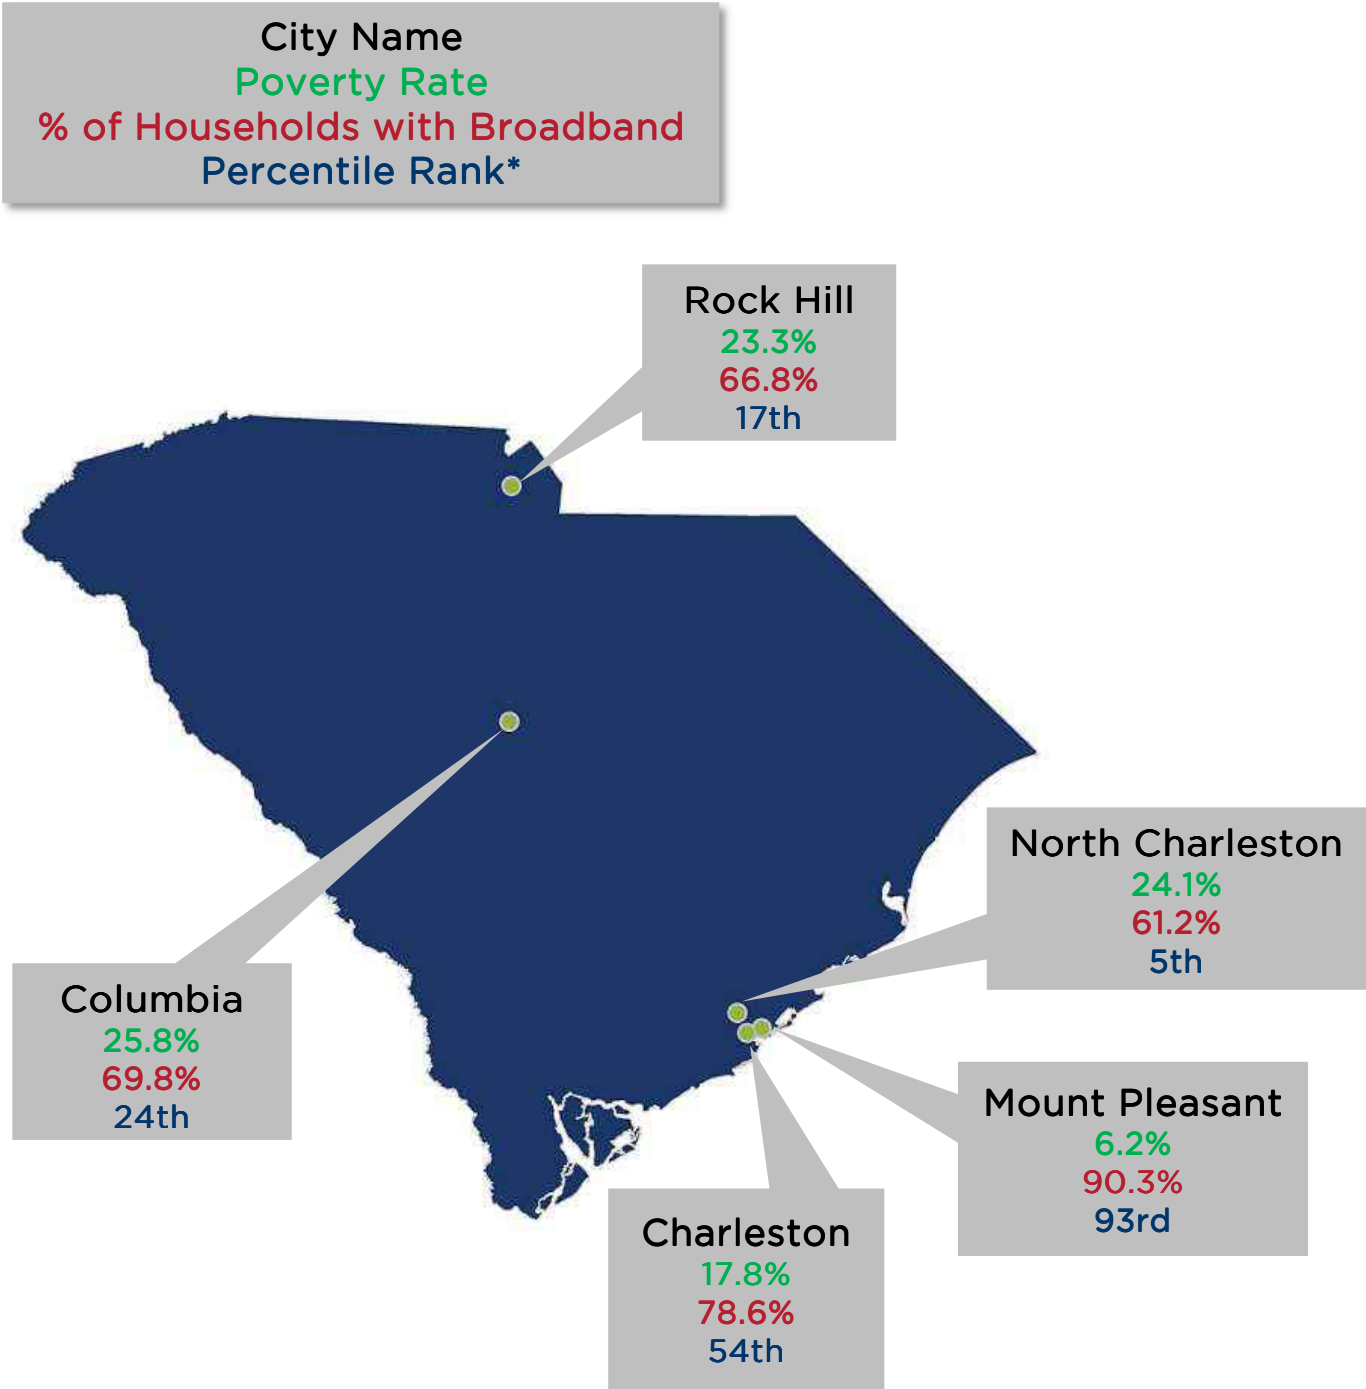 City Name
Poverty Rate
% of Households with Broadband
Percentile Rank*
Rock Hill
23.3%
66.8%
17th
North Charleston
24.1%
61.2%
5th
Columbia
25.8%
69.8%
24th
Mount Pleasant
6.2%
90.3%
93rd
Charleston
17.8%
78.6%
54th